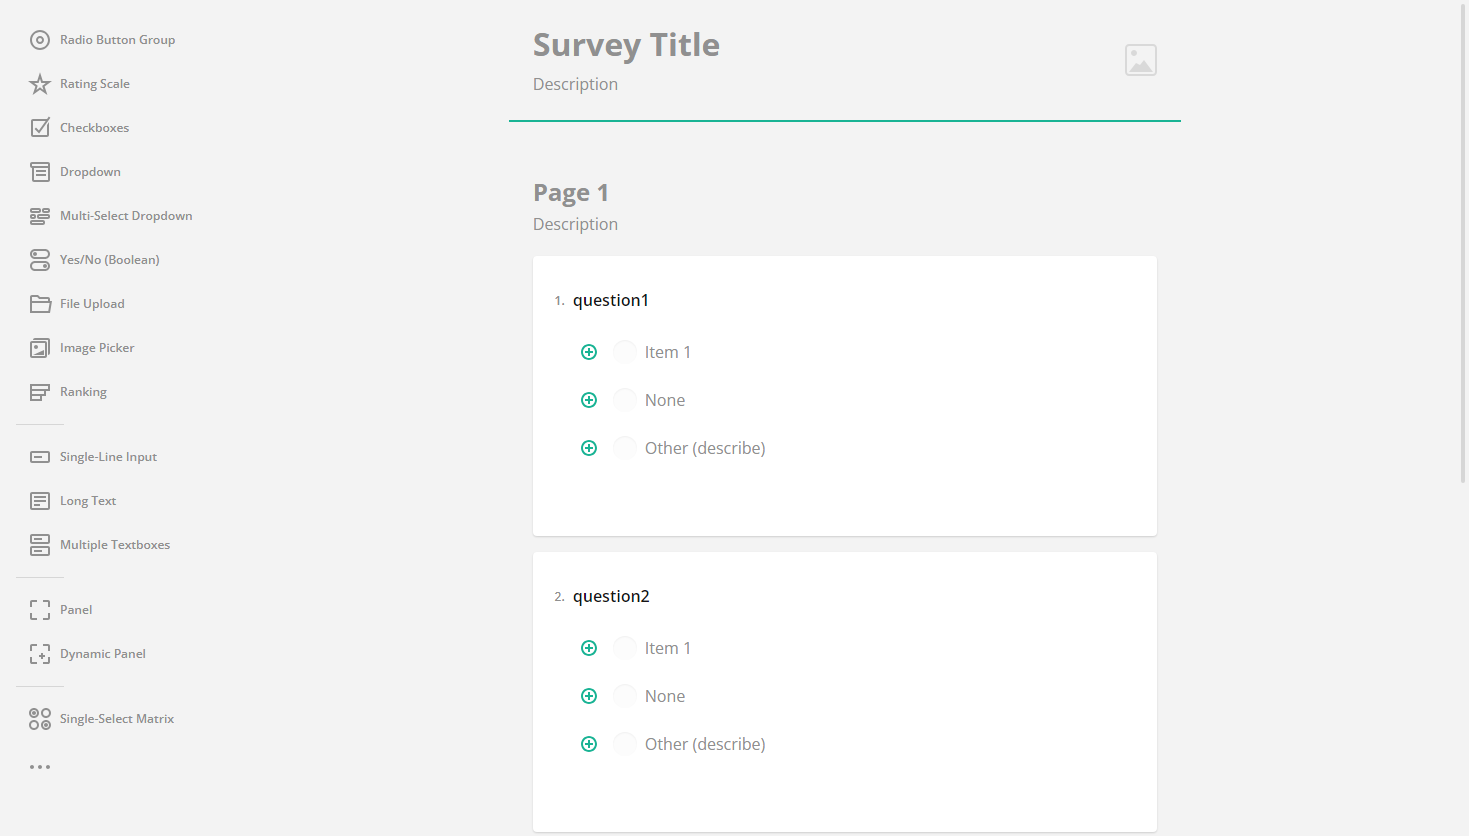 Radio Button Group
Rating Scale
Checkboxes
Dropdown
Multi-Select Dropdown
Yes/No (Boolean)
File Upload
Image Picker
Ranking
Single-Line Input
Long Text
Multiple Textboxes
Panel
Dynamic Panel
Single-Select Matrix
Survey Title
Description
Page 1
Description
1. question1
Item 1
None
Other (describe)
2. question2
Item 1
None
Other (describe)